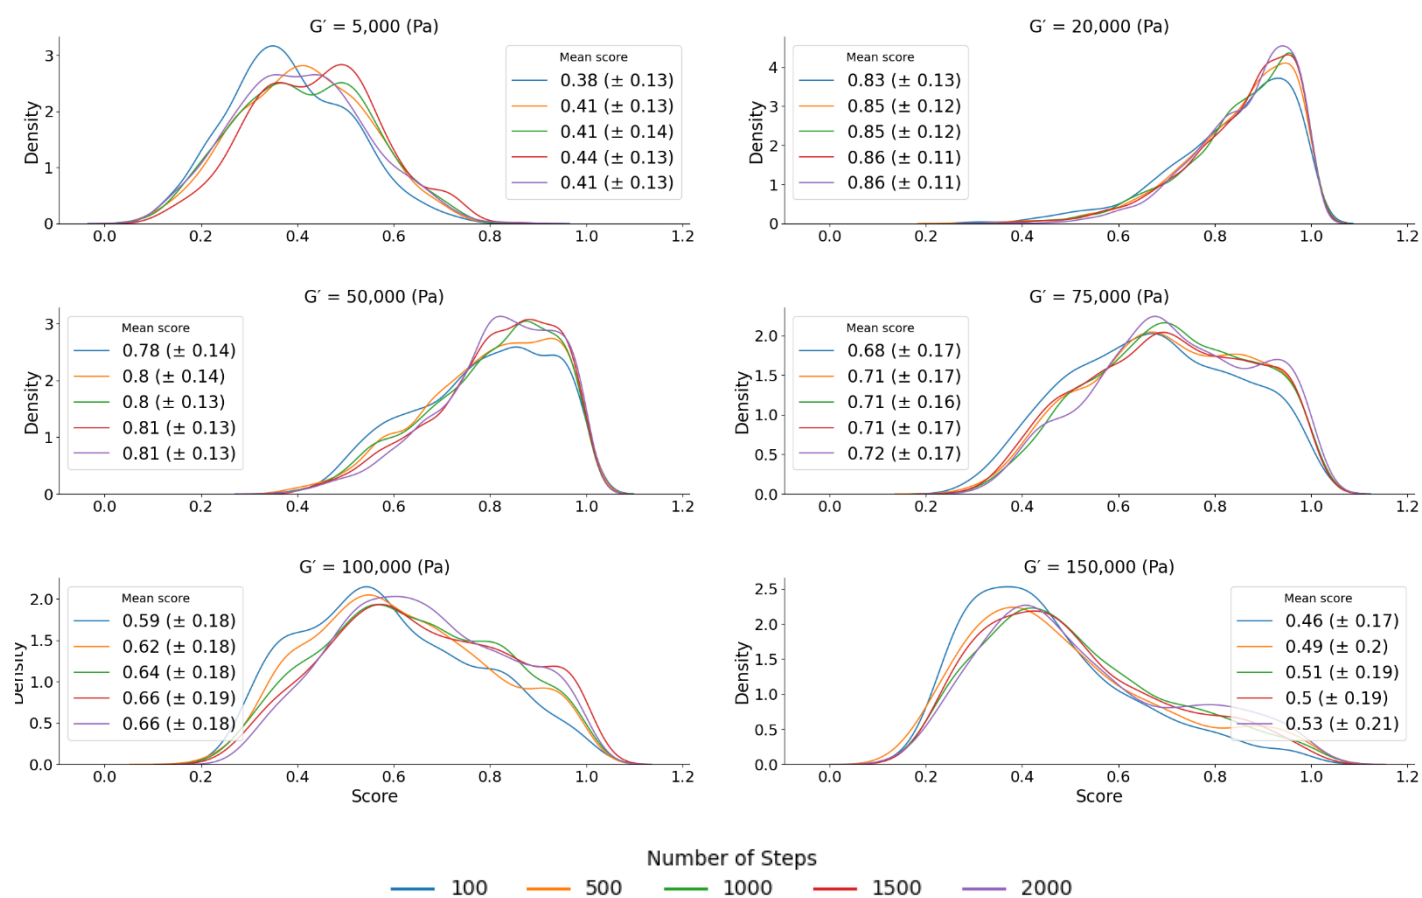 G′ = 5,000 (Pa)
Density
3
2
1
0
0.0 0.2 0.4 0.6 0.8 1.0 1.2
Mean score
0.38 (± 0.13)
0.41 (± 0.13)
0.41 (± 0.14)
0.44 (± 0.13)
0.41 (± 0.13)
G′ = 20,000 (Pa)
Density
4
3
2
1
0
0.0 0.2 0.4 0.6 0.8 1.0 1.2
Mean score
0.83 (± 0.13)
0.85 (± 0.12)
0.85 (± 0.12)
0.86 (± 0.11)
0.86 (± 0.11)
G′ = 50,000 (Pa)
Density
3
2
1
0
0.0 0.2 0.4 0.6 0.8 1.0 1.2
Mean score
0.78 (± 0.14)
0.8 (± 0.14)
0.8 (± 0.13)
0.81 (± 0.13)
0.81 (± 0.13)
G′ = 75,000 (Pa)
Density
2.0
1.5
1.0
0.5
0.0
0.0 0.2 0.4 0.6 0.8 1.0 1.2
Mean score
0.68 (± 0.17)
0.71 (± 0.17)
0.71 (± 0.16)
0.71 (± 0.17)
0.72 (± 0.17)
G′ = 100,000 (Pa)
Density
2.0
1.5
1.0
0.5
0.0
0.0 0.2 0.4 0.6 0.8 1.0 1.2
Score
Mean score
0.59 (± 0.18)
0.62 (± 0.18)
0.64 (± 0.18)
0.66 (± 0.19)
0.66 (± 0.18)
G′ = 150,000 (Pa)
Density
2.5
2.0
1.5
1.0
0.5
0.0
0.0 0.2 0.4 0.6 0.8 1.0 1.2
Score
Mean score
0.46 (± 0.17)
0.49 (± 0.2)
0.51 (± 0.19)
0.5 (± 0.19)
0.53 (± 0.21)
Number of Steps
100 500 1000 1500 2000